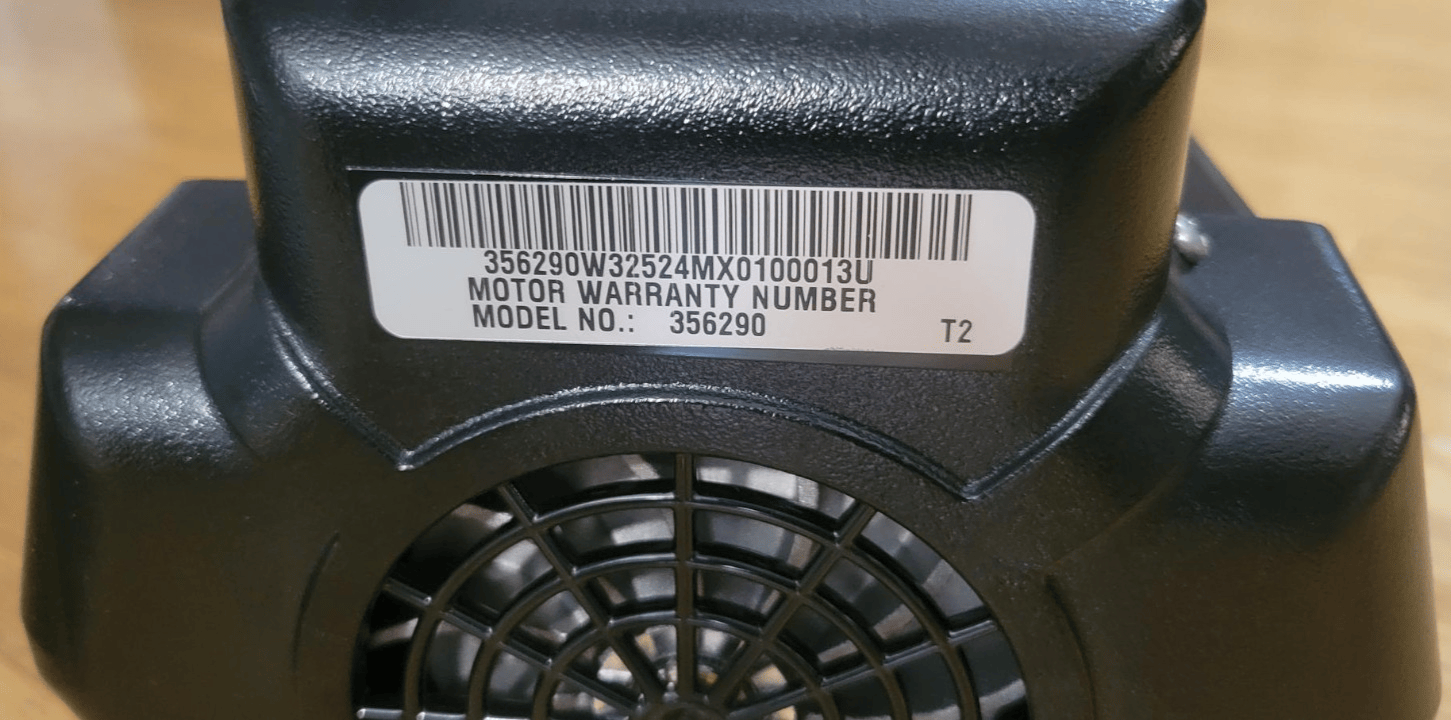 356290W32524MX0100013U
MOTOR WARRANTY NUMBER
MODEL NO.: 356290 T2